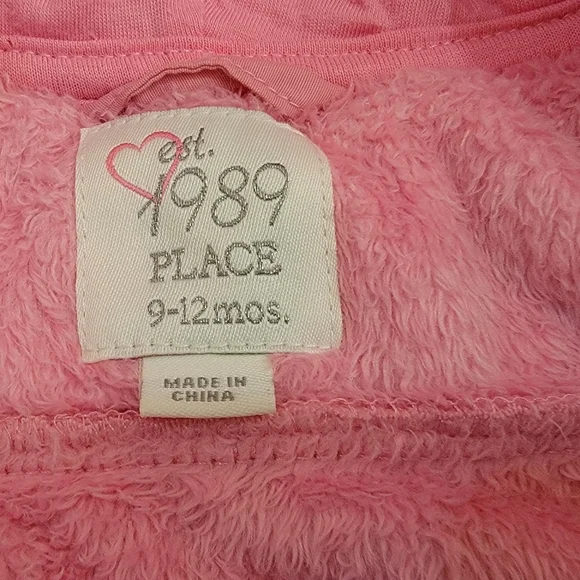 est.
1989
PLACE
9-12mos.
MADE IN
CHINA